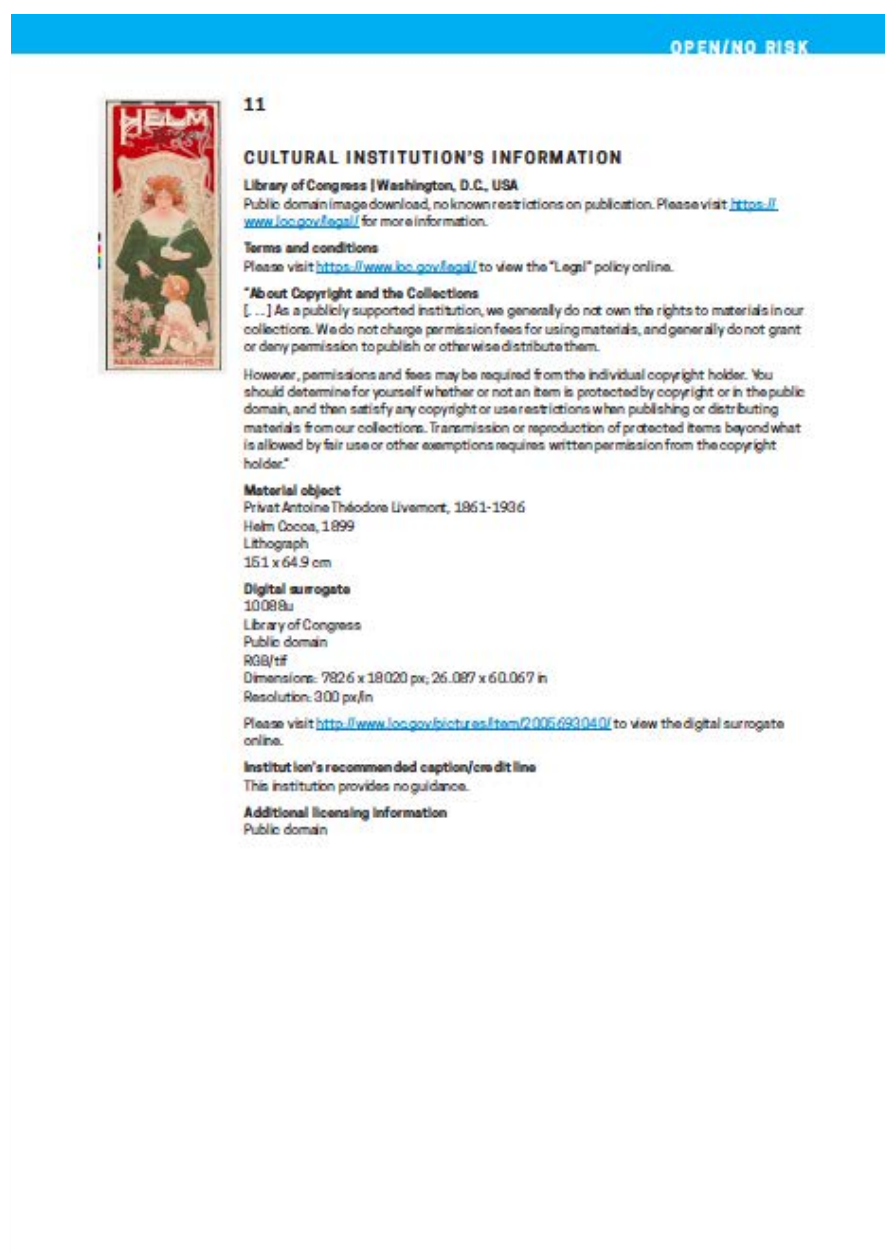 OPEN/NO RISK
HELM
11
CULTURAL INSTITUTION'S INFORMATION
Library of Congress | Washington, D.C., USA
Public domain image download, no known restrictions on publication. Please visit https://
www.loc.gov/legal/ for more information.
Terms and conditions
Please visit https://www.loc.gov/legal/ to view the "Legal" policy online.
"About Copyright and the Collections
[. . .] As a publicly supported institution, we generally do not own the rights to materials in our
collections. We do not charge permission fees for using materials, and generally do not grant
or deny permission to publish or otherwise distribute them.
However, permissions and fees may be required from the individual copyright holder. You
should determine for yourself whether or not an item is protected by copyright or in the public
domain, and then satisfy any copyright or use restrictions when publishing or distributing
materials from our collections. Transmission or reproduction of protected items beyond what
is allowed by fair use or other exemptions requires written permission from the copyright
holder."
Material object
Privat Antoine Théodore Livemont, 1861-1936
Helm Cocoa, 1899
Lithograph
151 x 64.9 cm
Digital surrogate
10088u
Library of Congress
Public domain
RGB/tif
Dimensions: 7826 x 18020 px; 26.087 x 60.067 in
Resolution: 300 px/in
Please visit http://www.loc.gov/pictures/item/2005693040/ to view the digital surrogate
online.
Institution's recommended caption/credit line
This institution provides no guidance.
Additional licensing information
Public domain